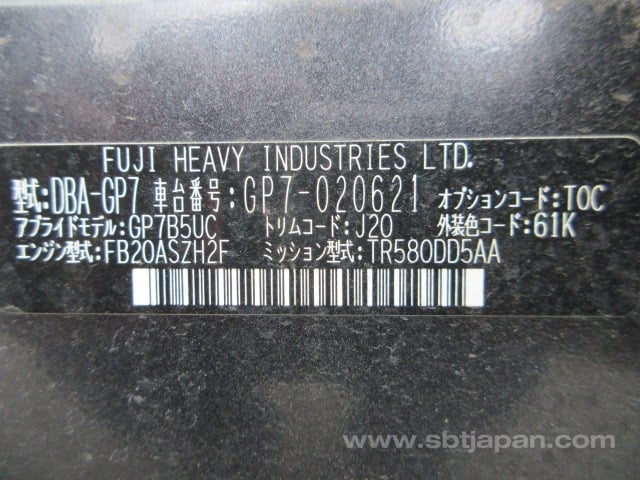 FUJI HEAVY INDUSTRIES LTD.
型式:DBA-GP7 車台番号:GP7-020621 オプションコード:TOC
アプライドモデル:GP7B5UC トリムコード:J20 外装色コード:61K
エンジン型式:FB20ASZH2F ミッション型式:TR580DD5AA
www.sbtjapan.com